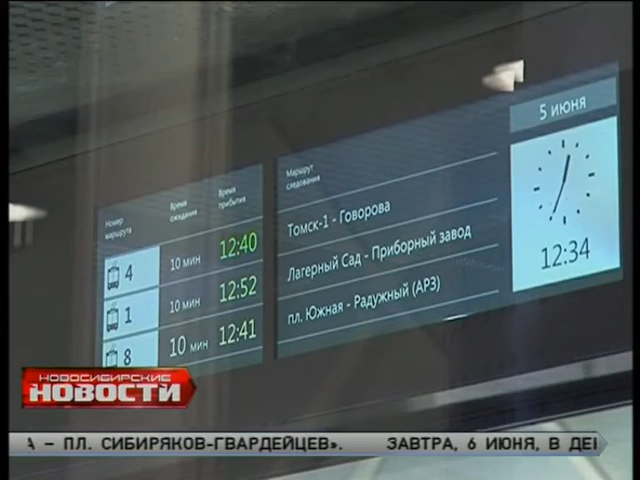 5 июня
Номер маршрута
Время ожидания
Время прибытия
Маршрут следования
4 10 мин 12:40 Томск-1 - Говорова
1 10 мин 12:52 Лагерный Сад - Приборный завод
8 10 мин 12:41 пл. Южная - Радужный (АРЗ)
12:34
НОВОСИБИРСКИЕ
НОВОСТИ
А – ПЛ. СИБИРЯКОВ-ГВАРДЕЙЦЕВ». ЗАВТРА, 6 ИЮНЯ, В ДЕ